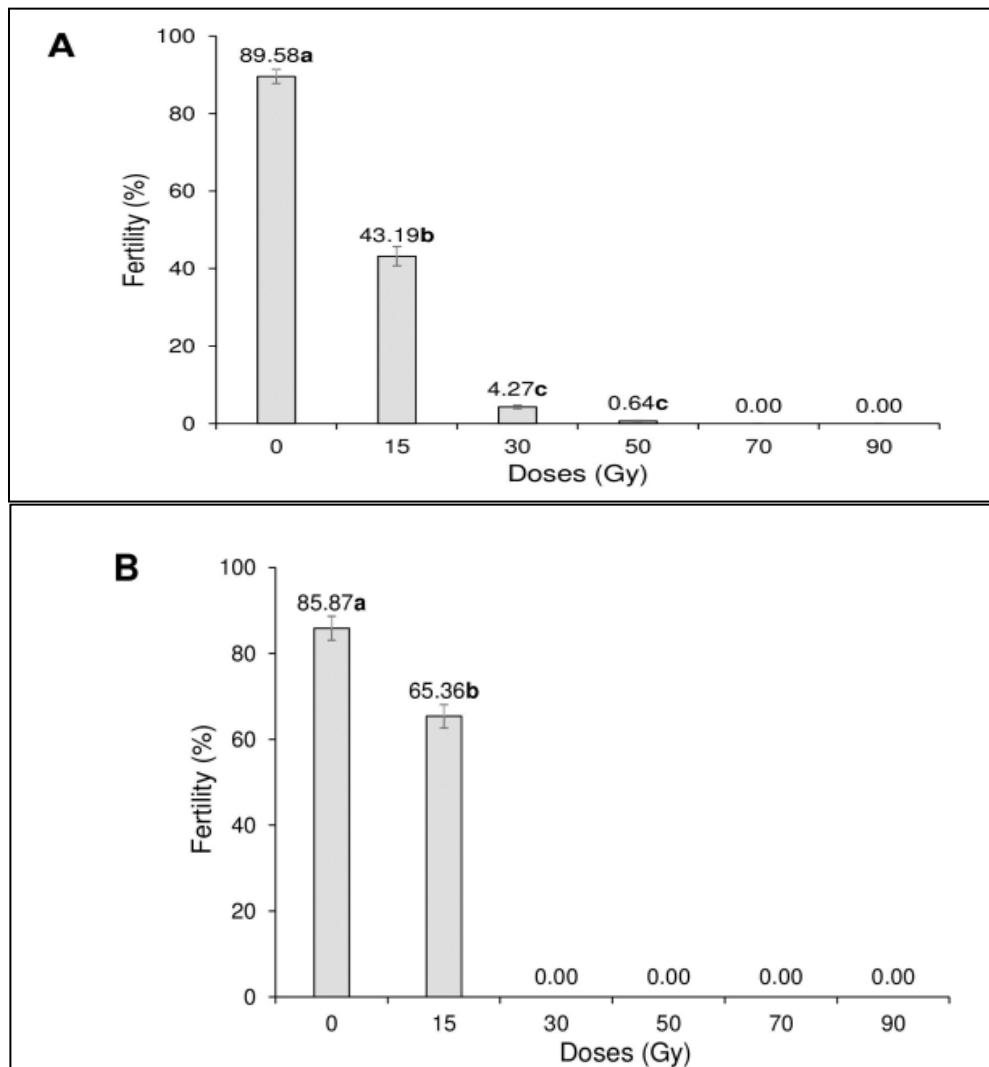 A
Fertility (%)
100
80
60
40
20
0
89.58a
43.19b
4.27c
0.64c
0.00
0.00
0 15 30 50 70 90
Doses (Gy)
B
Fertility (%)
100
80
60
40
20
0
85.87a
65.36b
0.00 0.00 0.00 0.00
0 15 30 50 70 90
Doses (Gy)